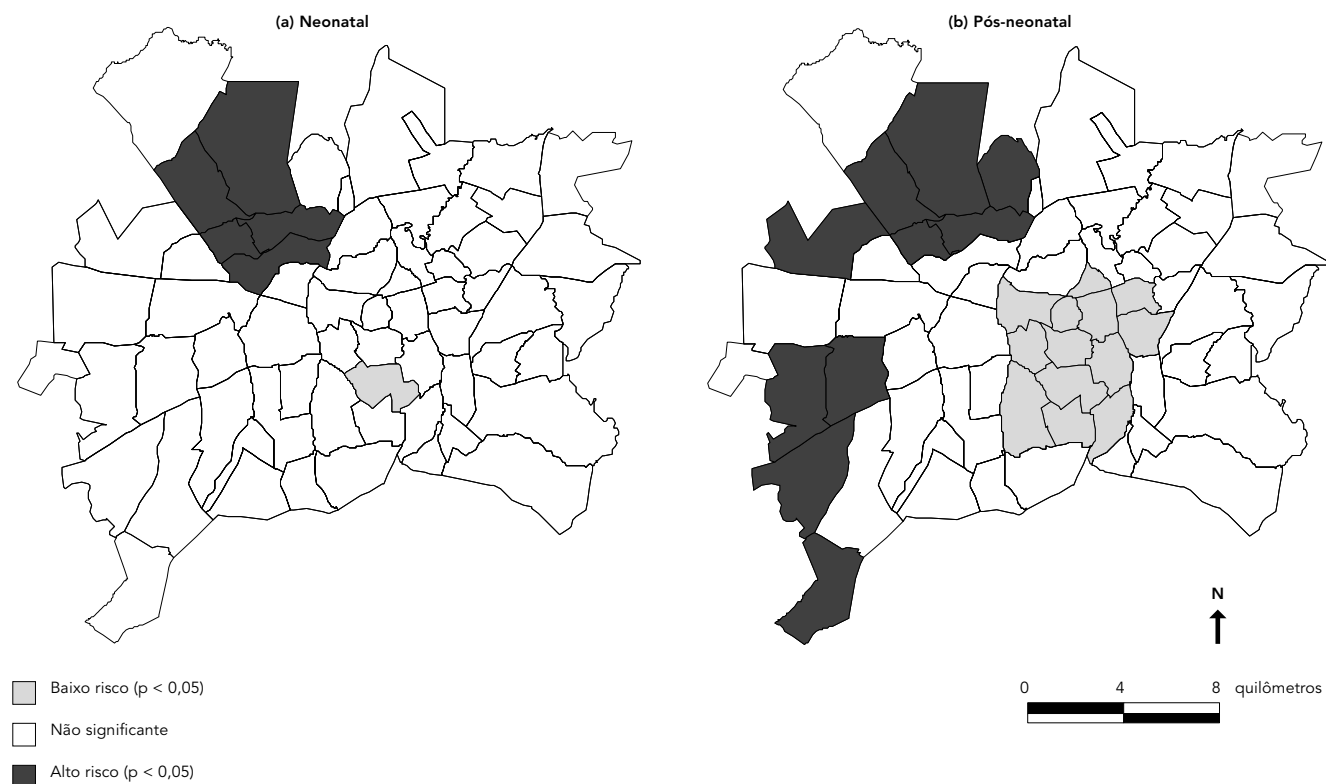 (a) Neonatal
(b) Pós-neonatal
N
Baixo risco (p < 0,05)
Não significante
Alto risco (p < 0,05)
0 4 8 quilômetros